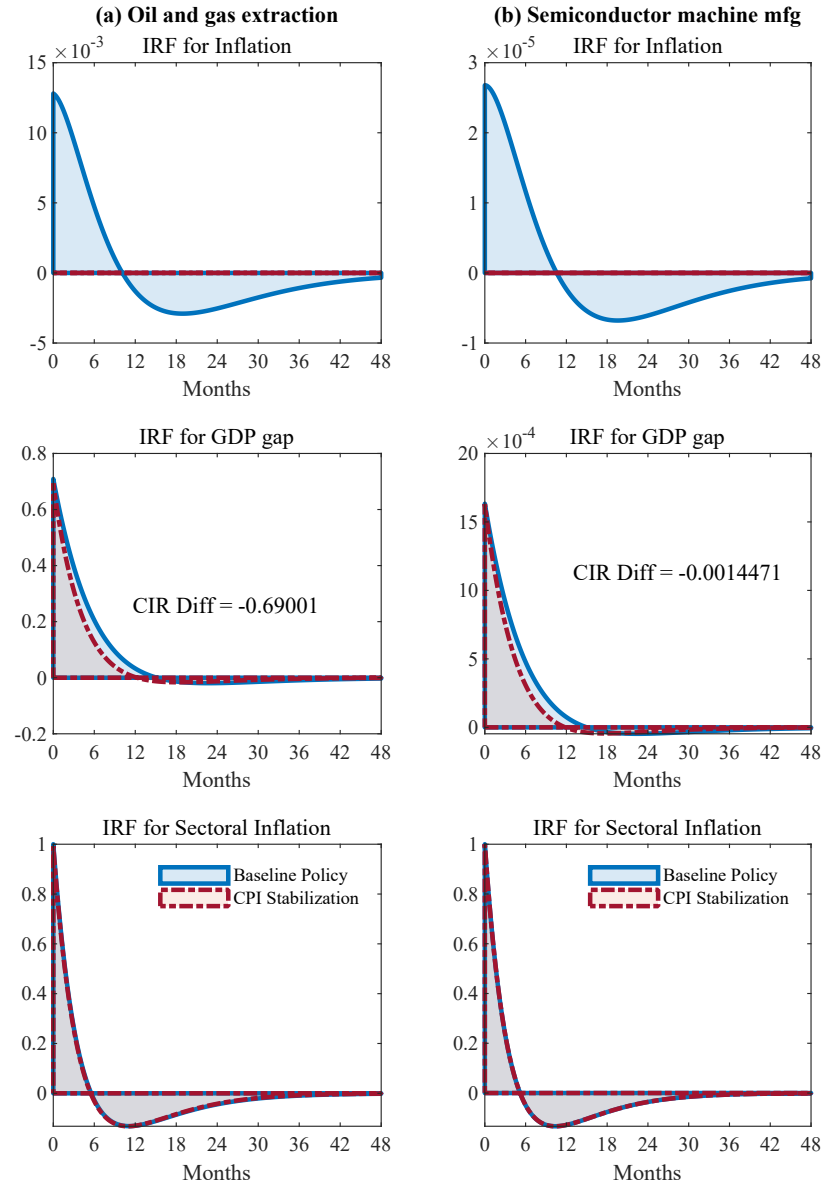 (a) Oil and gas extraction
×10-3
IRF for Inflation
15
10
5
0
-5
0 6 12 18 24 30 36 42 48
Months
(b) Semiconductor machine mfg
×10-5
IRF for Inflation
3
2
1
0
-1
0 6 12 18 24 30 36 42 48
Months
IRF for GDP gap
0.8
0.6
0.4
0.2
0
-0.2
CIR Diff = -0.69001
0 6 12 18 24 30 36 42 48
Months
×10-4
IRF for GDP gap
20
15
10
5
0
CIR Diff = -0.0014471
0 6 12 18 24 30 36 42 48
Months
IRF for Sectoral Inflation
1
0.8
0.6
0.4
0.2
0
Baseline Policy
CPI Stabilization
0 6 12 18 24 30 36 42 48
Months
IRF for Sectoral Inflation
1
0.8
0.6
0.4
0.2
0
Baseline Policy
CPI Stabilization
0 6 12 18 24 30 36 42 48
Months